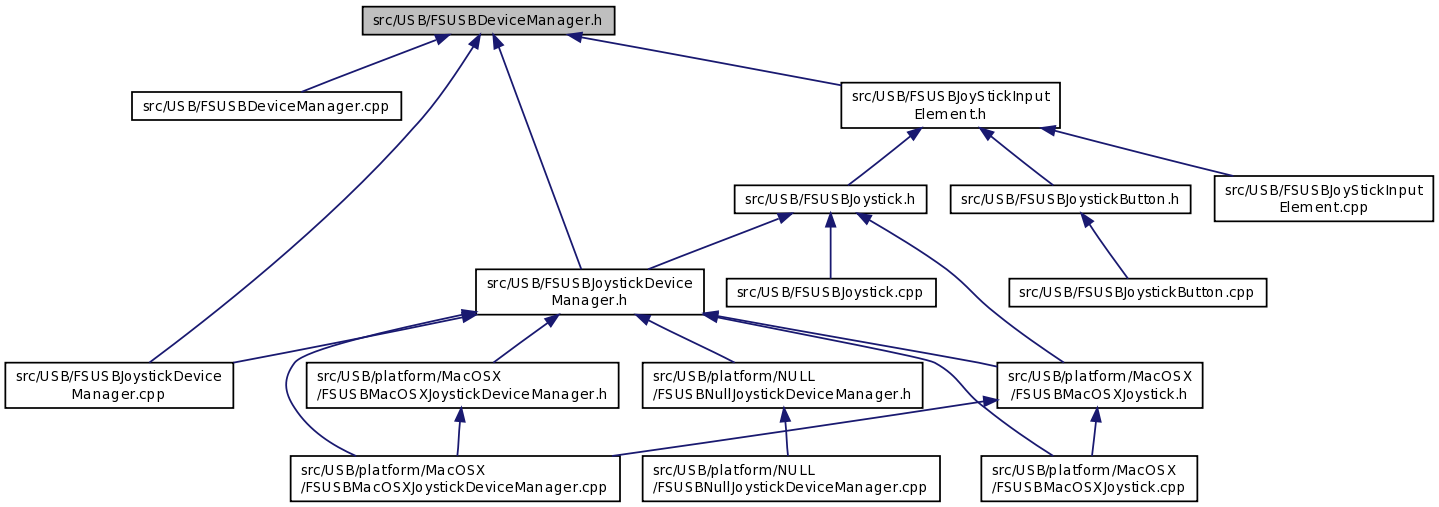 src/USB/FSUSBDeviceManager.h
src/USB/FSUSBDeviceManager.cpp
src/USB/FSUSBJoyStickInput
Element.h
src/USB/FSUSBJoystick.h
src/USB/FSUSBJoystickButton.h
src/USB/FSUSBJoyStickInput
Element.cpp
src/USB/FSUSBJoystickDevice
Manager.h
src/USB/FSUSBJoystick.cpp
src/USB/FSUSBJoystickButton.cpp
src/USB/FSUSBJoystickDevice
Manager.cpp
src/USB/platform/MacOSX
/FSUSBMacOSXJoystickDeviceManager.h
src/USB/platform/NULL
/FSUSBNullJoystickDeviceManager.h
src/USB/platform/MacOSX
/FSUSBMacOSXJoystick.h
src/USB/platform/MacOSX
/FSUSBMacOSXJoystickDeviceManager.cpp
src/USB/platform/NULL
/FSUSBNullJoystickDeviceManager.cpp
src/USB/platform/MacOSX
/FSUSBMacOSXJoystick.cpp